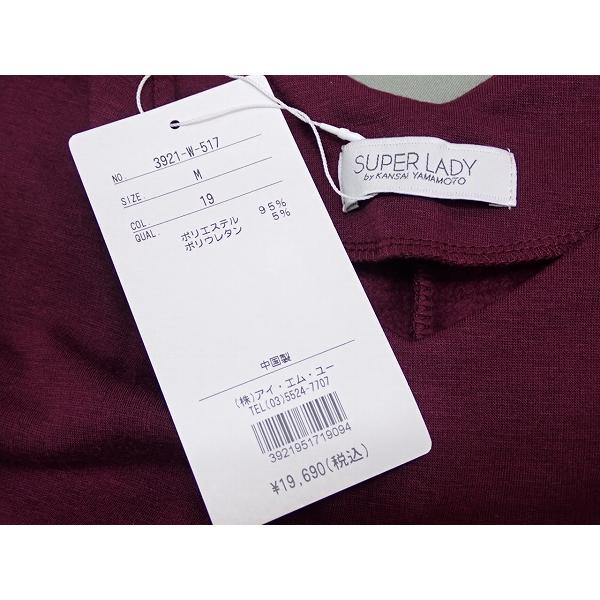 SUPER LADY
by KANSAI YAMAMOTO
NO 3921-W-517
SIZE. M
COL 19
QUAL. ポリエステル 95%
ポリウレタン 5%
中国製
(株)アイ・エム・ユー
TEL(03)5524-7707
3921951719094
¥19,690(税込)